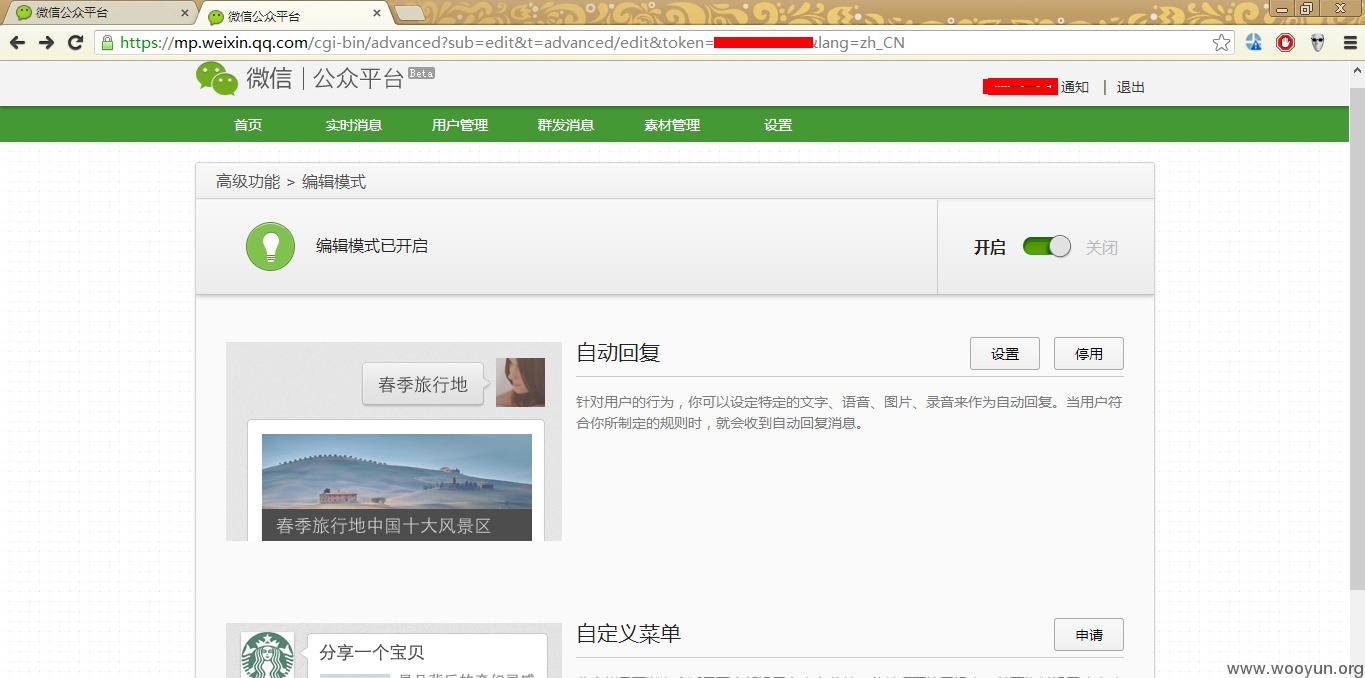 微信公众平台
微信公众平台
https://mp.weixin.qq.com/cgi-bin/advanced?sub=edit&t=advanced/edit&token= &lang=zh_CN
微信 | 公众平台 Beta
通知 | 退出
首页 实时消息 用户管理 群发消息 素材管理 设置
高级功能 > 编辑模式
编辑模式已开启
开启 关闭
春季旅行地
春季旅行地中国十大风景区
自动回复
设置 停用
针对用户的行为，你可以设定特定的文字、语音、图片、录音来作为自动回复。当用户符
合你所制定的规则时，就会收到自动回复消息。
分享一个宝贝
自定义菜单
申请
www.wooyun.org